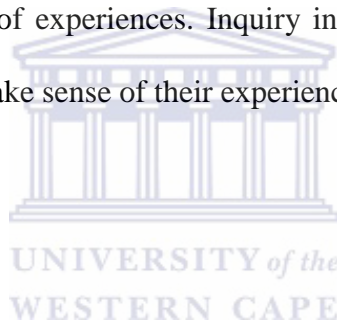 of experiences. Inquiry in
ake sense of their experienc
UNIVERSITY of the
WESTERN CAPE